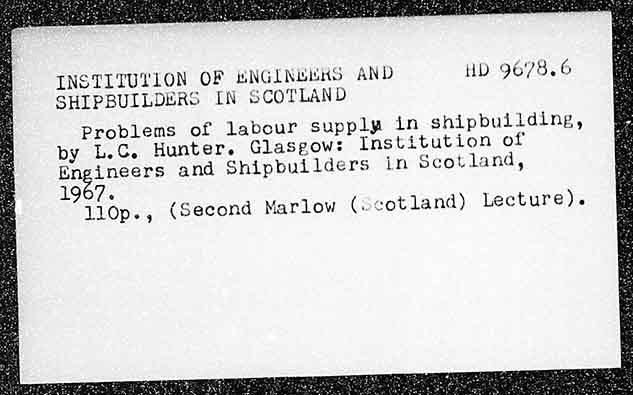 INSTITUTION OF ENGINEERS AND HD 9678.6
SHIPBUILDERS IN SCOTLAND
Problems of labour supply in shipbuilding,
by L.C. Hunter. Glasgow: Institution of
Engineers and Shipbuilders in Scotland,
1967.
110p., (Second Marlow (Scotland) Lecture).